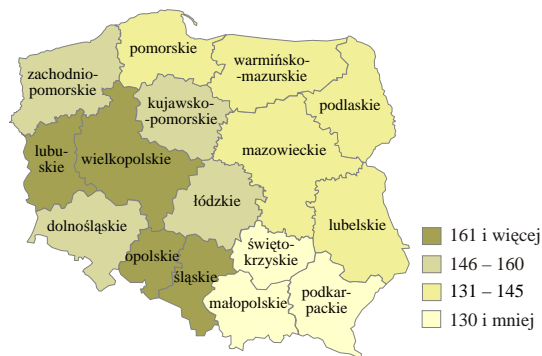 pomorskie
warmińsko-
-mazurskie
zachodnio-
pomorskie
podlaskie
kujawsko-
-pomorskie
lubu-
skie
wielkopolskie
mazowieckie
łódzkie
dolnośląskie
lubelskie
opolskie
śląskie
święto-
krzyskie
małopolskie
podkar-
packie
161 i więcej
146 – 160
131 – 145
130 i mniej